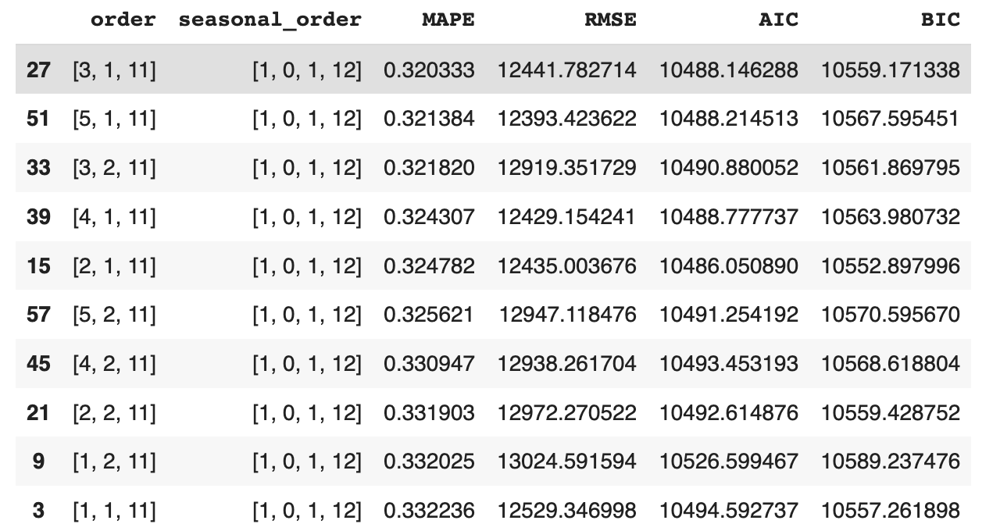 order seasonal_order MAPE RMSE AIC BIC
27 [3, 1, 11] [1, 0, 1, 12] 0.320333 12441.782714 10488.146288 10559.171338
51 [5, 1, 11] [1, 0, 1, 12] 0.321384 12393.423622 10488.214513 10567.595451
33 [3, 2, 11] [1, 0, 1, 12] 0.321820 12919.351729 10490.880052 10561.869795
39 [4, 1, 11] [1, 0, 1, 12] 0.324307 12429.154241 10488.777737 10563.980732
15 [2, 1, 11] [1, 0, 1, 12] 0.324782 12435.003676 10486.050890 10552.897996
57 [5, 2, 11] [1, 0, 1, 12] 0.325621 12947.118476 10491.254192 10570.595670
45 [4, 2, 11] [1, 0, 1, 12] 0.330947 12938.261704 10493.453193 10568.618804
21 [2, 2, 11] [1, 0, 1, 12] 0.331903 12972.270522 10492.614876 10559.428752
9 [1, 2, 11] [1, 0, 1, 12] 0.332025 13024.591594 10526.599467 10589.237476
3 [1, 1, 11] [1, 0, 1, 12] 0.332236 12529.346998 10494.592737 10557.261898